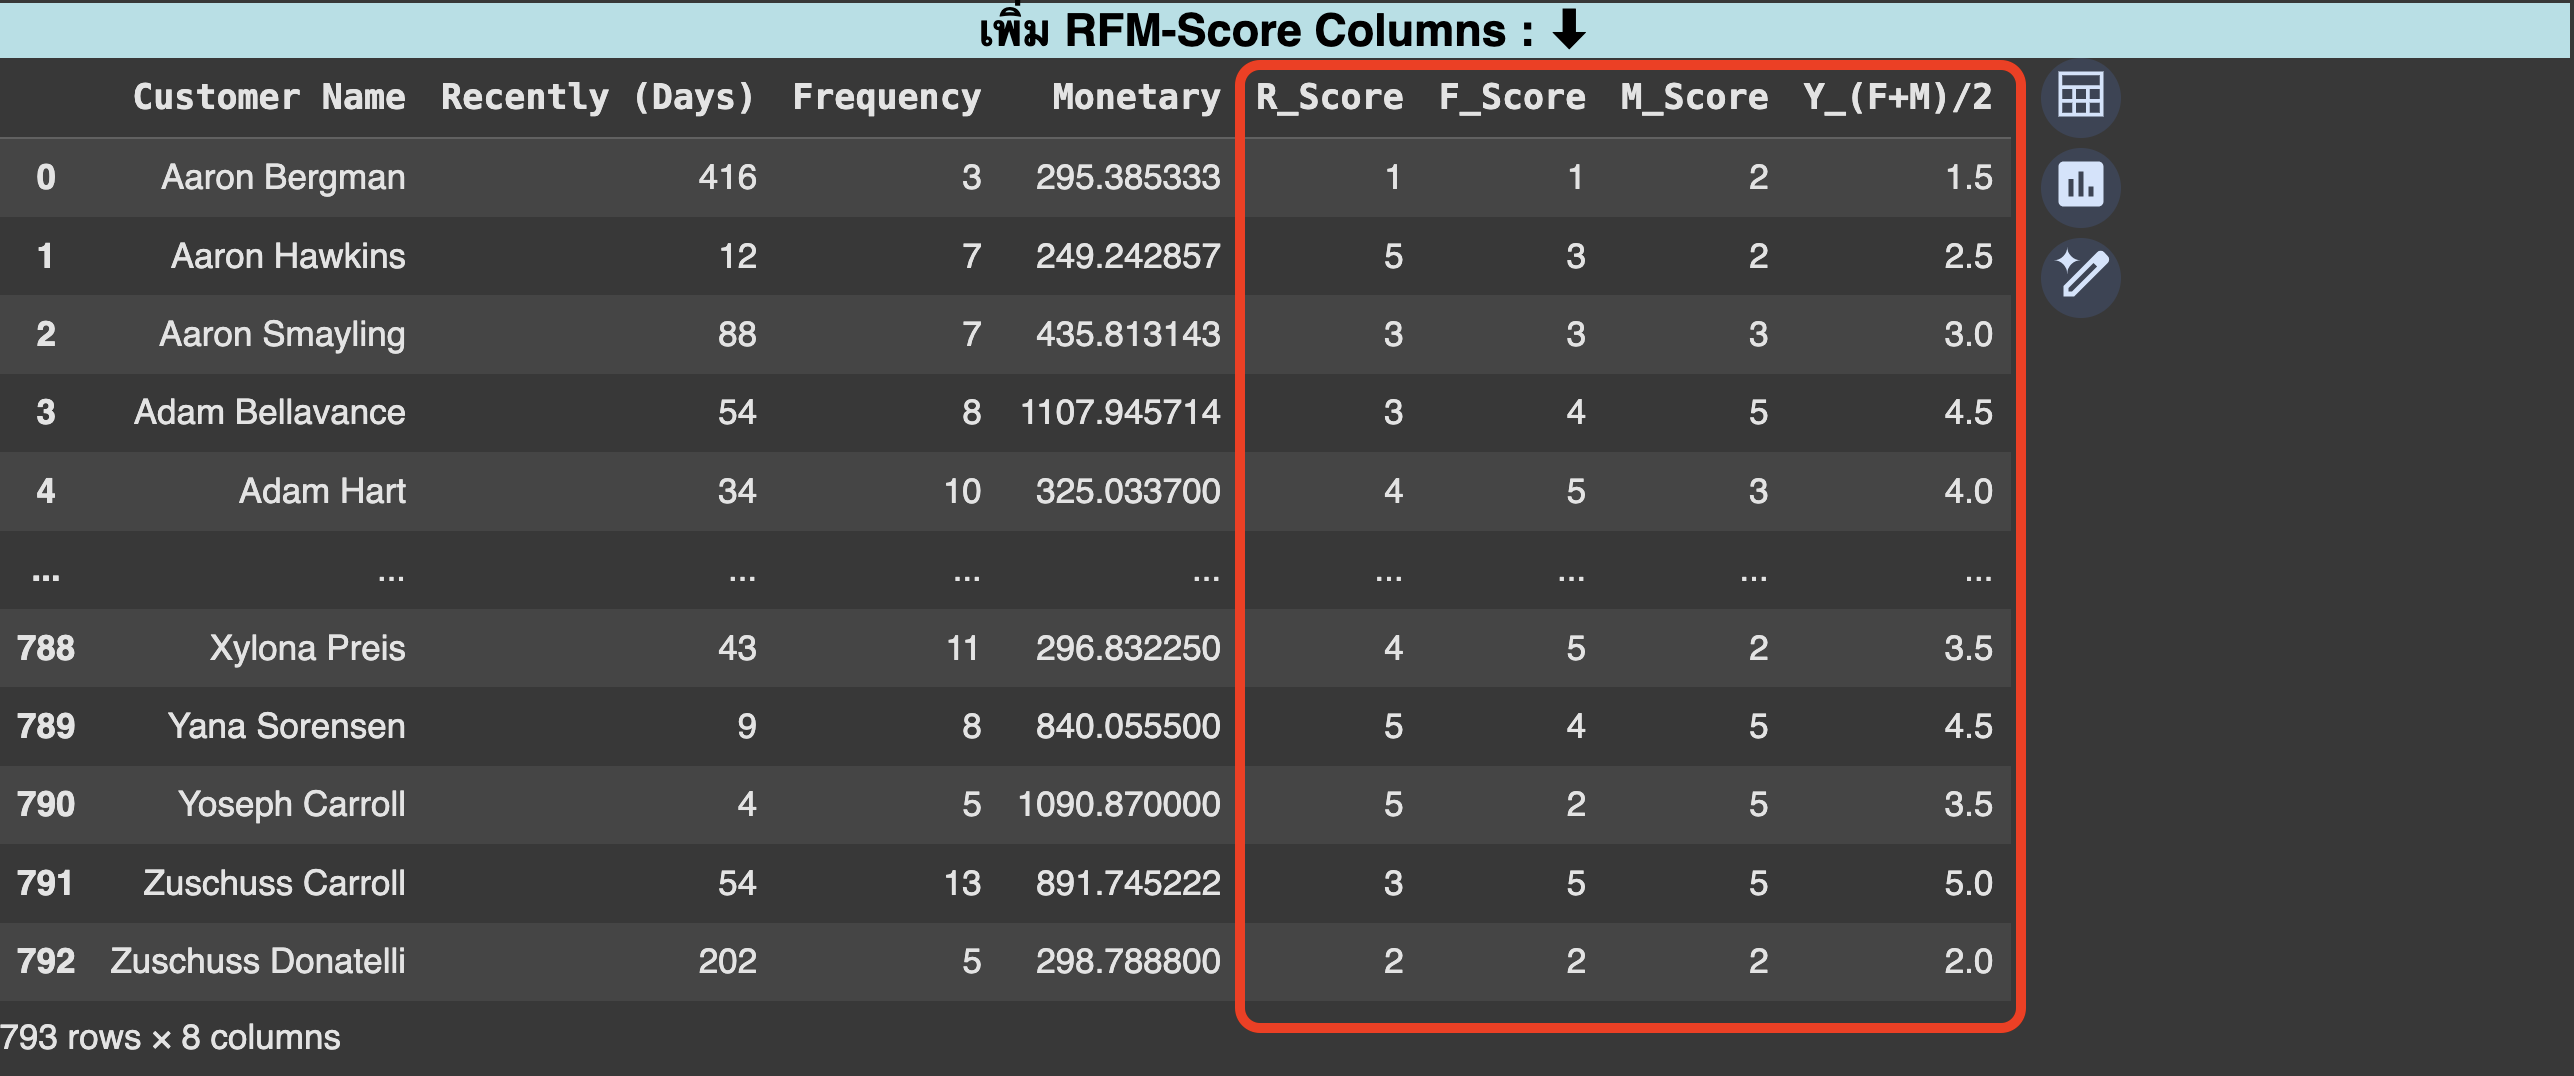 เพิ่ม RFM-Score Columns : ⬇
Customer Name Recently (Days) Frequency Monetary R_Score F_Score M_Score Y_(F+M)/2
0 Aaron Bergman 416 3 295.385333 1 1 2 1.5
1 Aaron Hawkins 12 7 249.242857 5 3 2 2.5
2 Aaron Smayling 88 7 435.813143 3 3 3 3.0
3 Adam Bellavance 54 8 1107.945714 3 4 5 4.5
4 Adam Hart 34 10 325.033700 4 5 3 4.0
... ... ... ... ... ... ... ... ...
788 Xylona Preis 43 11 296.832250 4 5 2 3.5
789 Yana Sorensen 9 8 840.055500 5 4 5 4.5
790 Yoseph Carroll 4 5 1090.870000 5 2 5 3.5
791 Zuschuss Carroll 54 13 891.745222 3 5 5 5.0
792 Zuschuss Donatelli 202 5 298.788800 2 2 2 2.0
793 rows × 8 columns